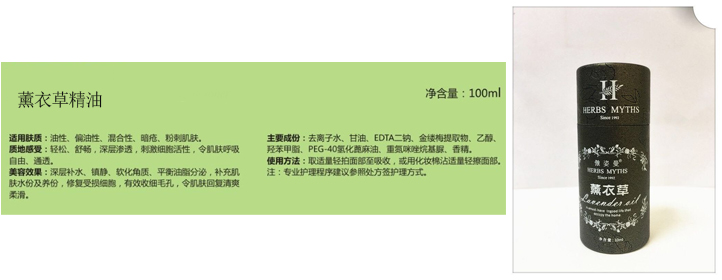 薰衣草精油
净含量：100ml
适用肤质：油性、偏油性、混合性、暗疮、粉刺肌肤。
质地感受：轻松、舒畅，深层渗透，刺激细胞活性，令肌肤呼吸
自由、通透。
美容效果：深层补水、镇静、软化角质、平衡油脂分泌，补充肌
肤水份及养份，修复受损细胞，有效收细毛孔，令肌肤回复清爽
柔滑。
主要成份：去离子水、甘油、EDTA二钠、金缕梅提取物、乙醇、
羟苯甲脂、PEG-40氢化蓖麻油、重氮咪唑烷基脲、香精。
使用方法：取适量轻拍面部至吸收，或用化妆棉沾适量轻擦面部。
注：专业护理程序建议参照处方签护理方式。
H
HERBS MYTHS
Since 1992
傲姿曼
HERBS MYTHS
Since 1992
薰衣草
Lavender oil
净含量：10ml